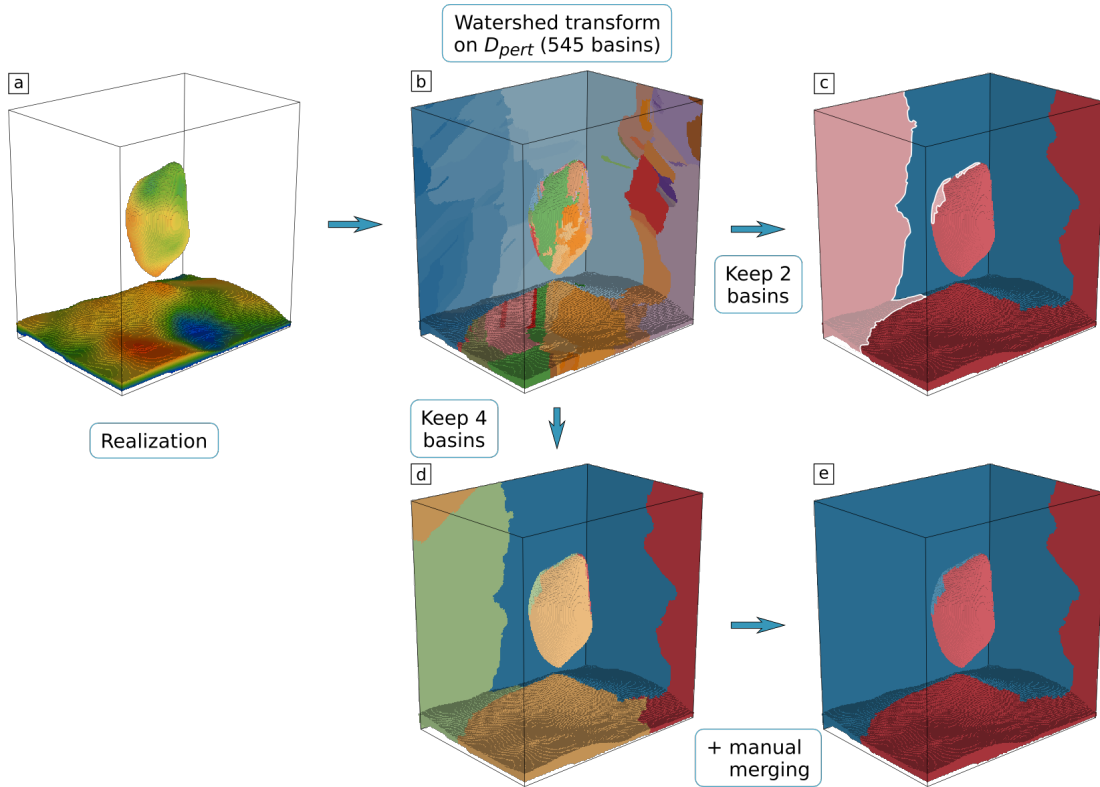 Watershed transform
on D_pert (545 basins)
a
b
c
Keep 2
basins
Realization
Keep 4
basins
d
e
+ manual
merging